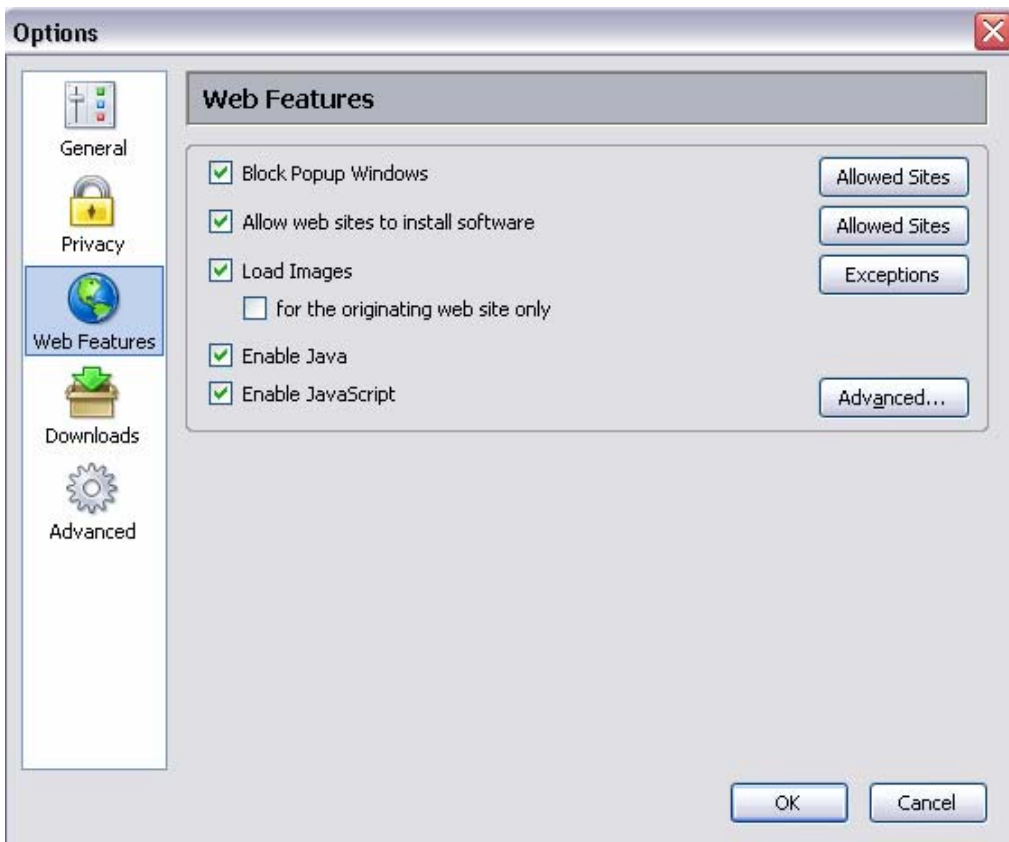 Options
General
Privacy
Web Features
Downloads
Advanced
Web Features
Block Popup Windows
Allowed Sites
Allow web sites to install software
Allowed Sites
Load Images
Exceptions
for the originating web site only
Enable Java
Enable JavaScript
Advanced...
OK
Cancel